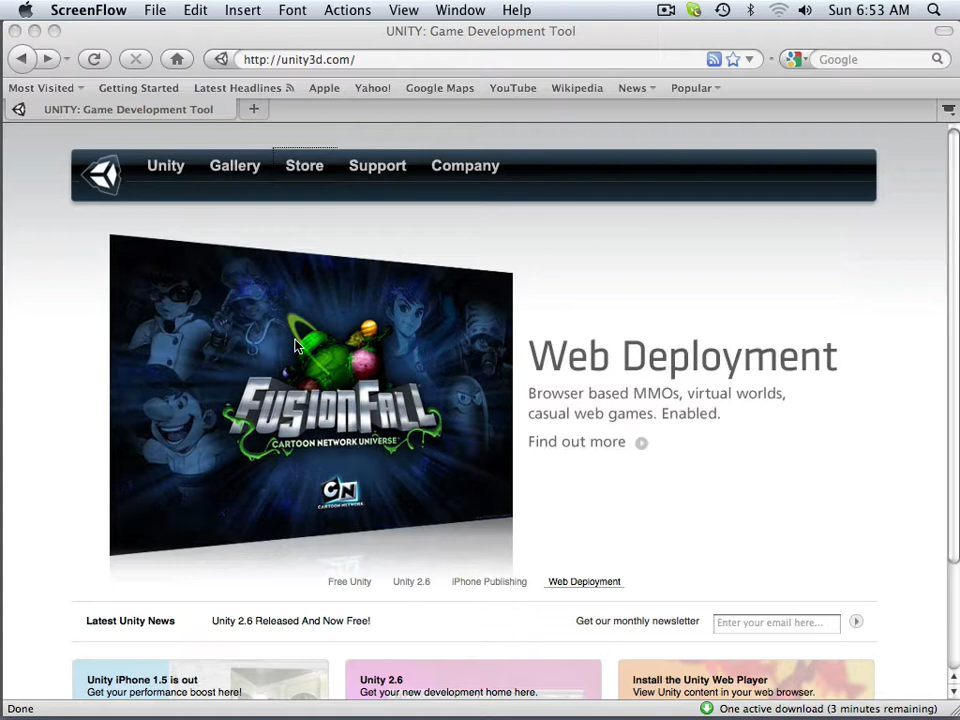 ScreenFlow File Edit Insert Font Actions View Window Help Sun 6:53 AM
UNITY: Game Development Tool
http://unity3d.com/ Google
Most Visited Getting Started Latest Headlines Apple Yahoo! Google Maps YouTube Wikipedia News Popular
UNITY: Game Development Tool
Unity Gallery Store Support Company
FUSIONFALL
CARTOON NETWORK UNIVERSE™
CN
CARTOON NETWORK
Web Deployment
Browser based MMOs, virtual worlds,
casual web games. Enabled.
Find out more
Free Unity Unity 2.6 iPhone Publishing Web Deployment
Latest Unity News Unity 2.6 Released And Now Free! Get our monthly newsletter Enter your email here...
Unity iPhone 1.5 is out
Get your performance boost here!
Unity 2.6
Get your new development home here.
Install the Unity Web Player
View Unity content in your web browser.
Done One active download (3 minutes remaining)